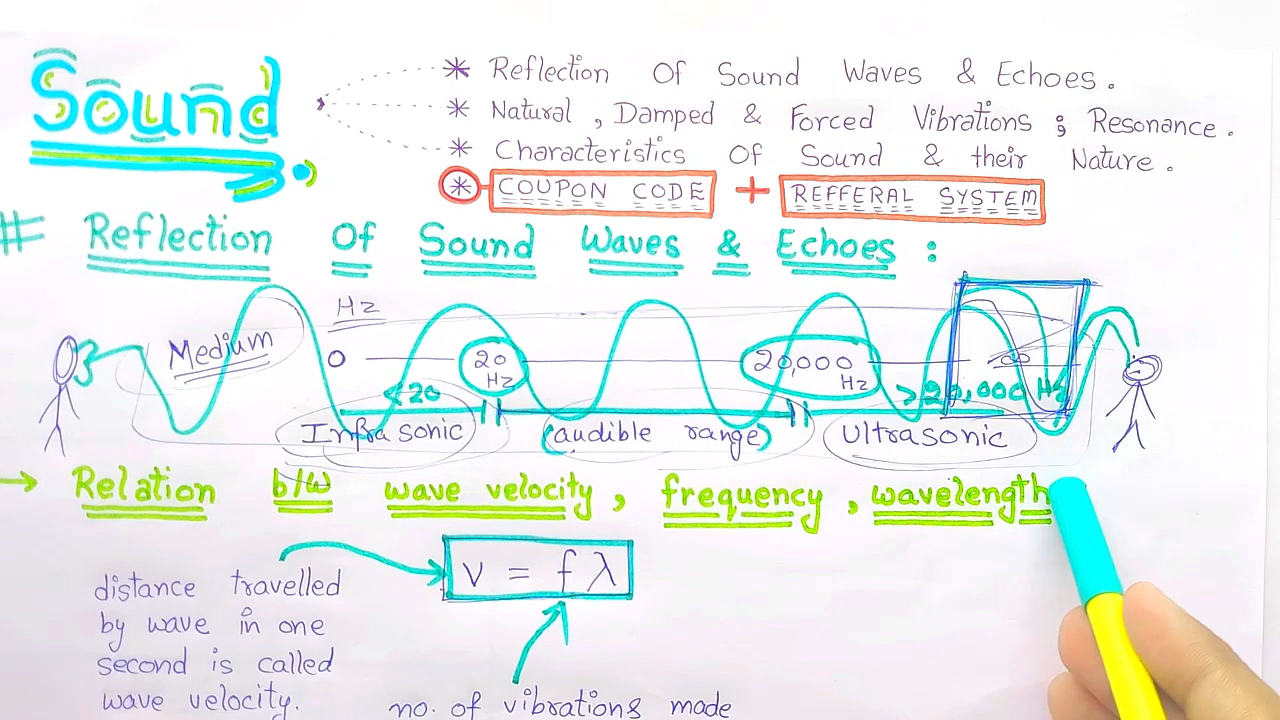 Sound
* Reflection Of Sound Waves & Echoes.
* Natural, Damped & Forced Vibrations ; Resonance.
* Characteristics Of Sound & their Nature.
* COUPON CODE + REFFERAL SYSTEM
# Reflection Of Sound Waves & Echoes :
Hz
Medium
0 20 Hz 20,000 Hz ∞
<20 >20,000 Hz
Infrasonic (audible range) Ultrasonic
→ Relation b/w wave velocity, frequency, wavelength
v = f λ
distance travelled
by wave in one
second is called
wave velocity.
no. of vibrations made